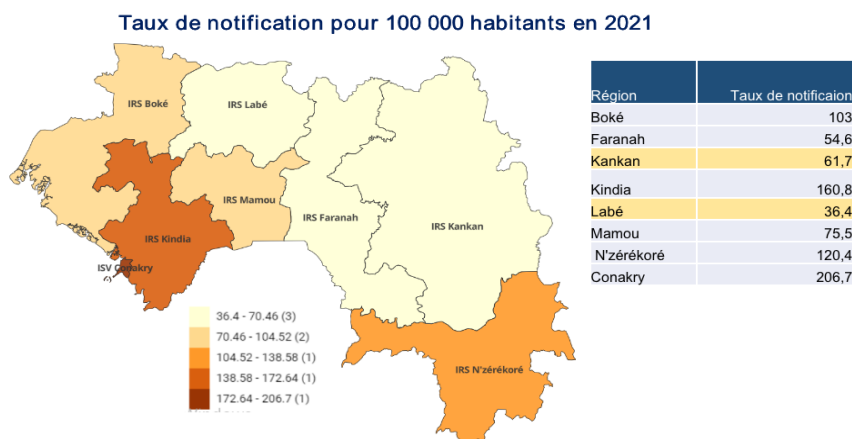 Taux de notification pour 100 000 habitants en 2021
IRS Boké
IRS Labé
IRS Mamou
IRS Faranah
IRS Kankan
IRS Kindia
ISV Conakry
IRS N'zérékoré
36.4 - 70.46 (3)
70.46 - 104.52 (2)
104.52 - 138.58 (1)
138.58 - 172.64 (1)
172.64 - 206.7 (1)
Région Taux de notificaion
Boké 103
Faranah 54,6
Kankan 61,7
Kindia 160,8
Labé 36,4
Mamou 75,5
N'zérékoré 120,4
Conakry 206,7